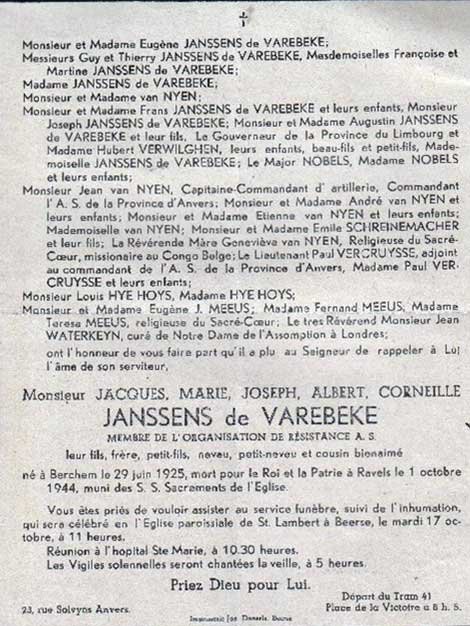 Monsieur et Madame Eugène JANSSENS de VAREBEKE;
Messieurs Guy et Thierry JANSSENS de VAREBEKE, Mesdemoiselles Françoise et
Martine JANSSENS de VAREBEKE;
Madame JANSSENS de VAREBEKE;
Monsieur et Madame van NYEN;
Monsieur et Madame Frans JANSSENS de VAREBEKE et leurs enfants, Monsieur
Joseph JANSSENS de VAREBEKE; Monsieur et Madame Augustin JANSSENS
de VAREBEKE et leur fils, Le Gouverneur de la Province du Limbourg et
Madame Hubert VERWILGHEN, leurs enfants, beau-fils et petit-fils, Made-
moiselle JANSSENS de VAREBEKE; Le Major NOBELS, Madame NOBELS
et leurs enfants;
Monsieur Jean van NYEN, Capitaine-Commandant d' artillerie, Commandant
l' A. S. de la Province d'Anvers; Monsieur et Madame André van NYEN et
leurs enfants; Monsieur et Madame Etienne van NYEN et leurs enfants;
Mademoiselle van NYEN; Monsieur et Madame Emile SCHREINEMACHER
et leur fils; La Révérende Mère Geneviève van NYEN, Religieuse du Sacré-
Cœur, missionaire au Congo Belge; Le Lieutenant Paul VERCRUYSSE, adjoint
au commandant de l'A. S. de la Province d'Anvers, Madame Paul VER-
CRUYSSE et leurs enfants;
Monsieur Louis HYE HOYS, Madame HYE HOYS;
Monsieur et Madame Eugène J. MEEUS; Madame Fernand MEEUS, Madame
Teresa MEEUS, religieuse du Sacré-Cœur; Le tres Révérend Monsieur Jean
WATERKEYN, curé de Notre Dame de l'Assomption à Londres;
ont l'honneur de vous faire part qu'il a plu au Seigneur de rappeler à Lui
l'âme de son serviteur,
Monsieur JACQUES, MARIE, JOSEPH, ALBERT, CORNEILLE
JANSSENS de VAREBEKE
MEMBRE DE L'ORGANISATION DE RÉSISTANCE A. S.
leur fils, frère, petit-fils, neveu, petit-neveu et cousin bienaimé
né à Berchem le 29 juin 1925, mort pour le Roi et la Patrie à Ravels le 1 octobre
1944, muni des S. S. Sacrements de l'Eglise.
Vous êtes priés de vouloir assister au service funèbre, suivi de l'inhumation,
qui sera célébré en l'Eglise paroissiale de St. Lambert à Beerse, le mardi 17 oc-
tobre, à 11 heures.
Réunion à l'hopital Ste Marie, à 10.30 heures.
Les Vigiles solennelles seront chantées la veille, à 5 heures.
Priez Dieu pour Lui.
23, rue Solvyns Anvers.
Départ du Tram 41
Place de la Victoire a 8 h. 5.